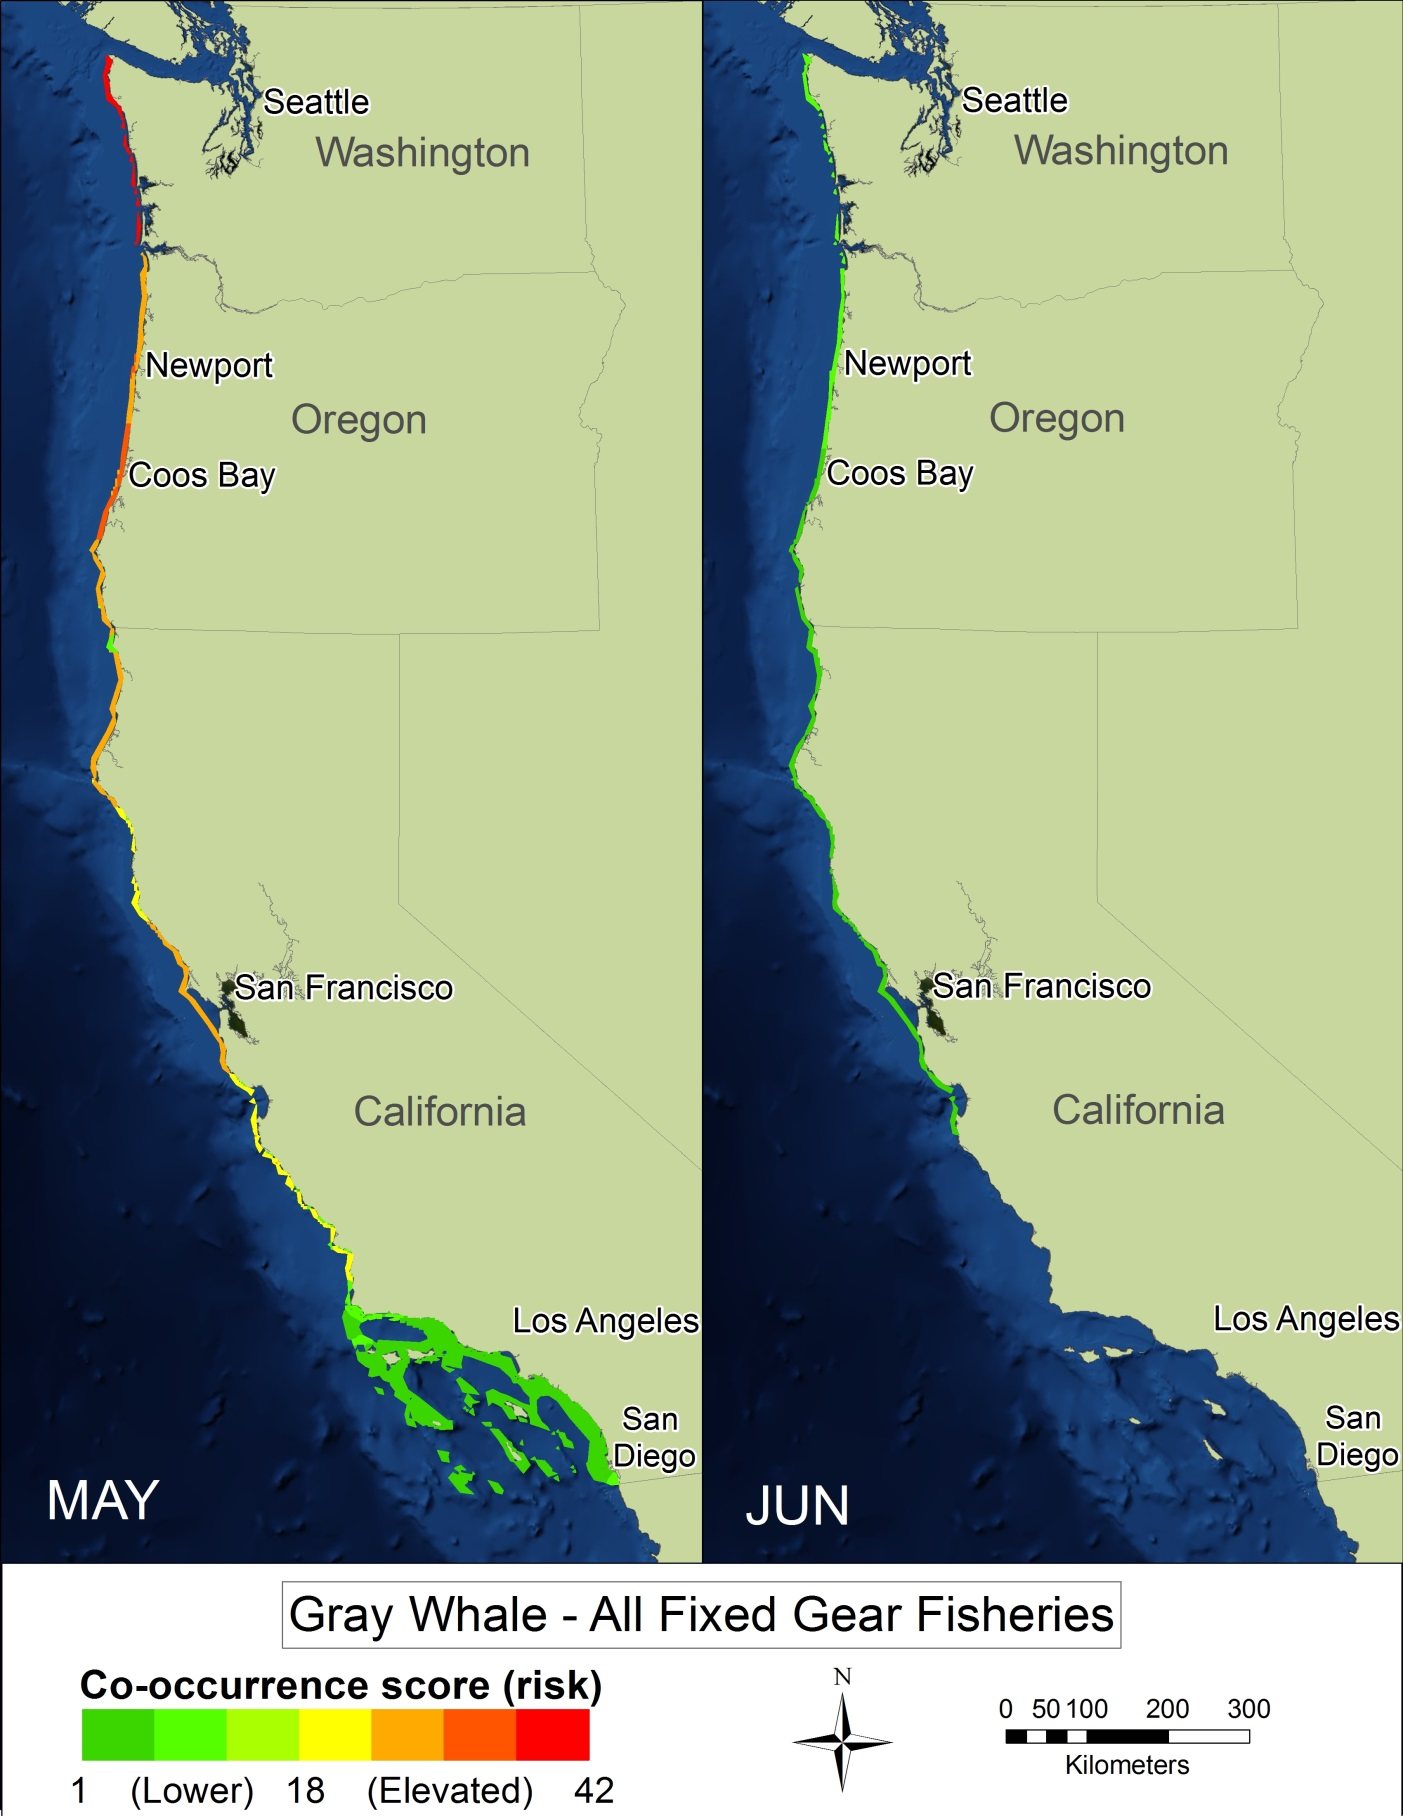 Seattle
Washington
Newport
Oregon
Coos Bay
San Francisco
California
Los Angeles
San
Diego
MAY
Seattle
Washington
Newport
Oregon
Coos Bay
San Francisco
California
Los Angeles
San
Diego
JUN
Gray Whale - All Fixed Gear Fisheries
Co-occurrence score (risk)
1 (Lower) 18 (Elevated) 42
N
0 50 100 200 300
Kilometers